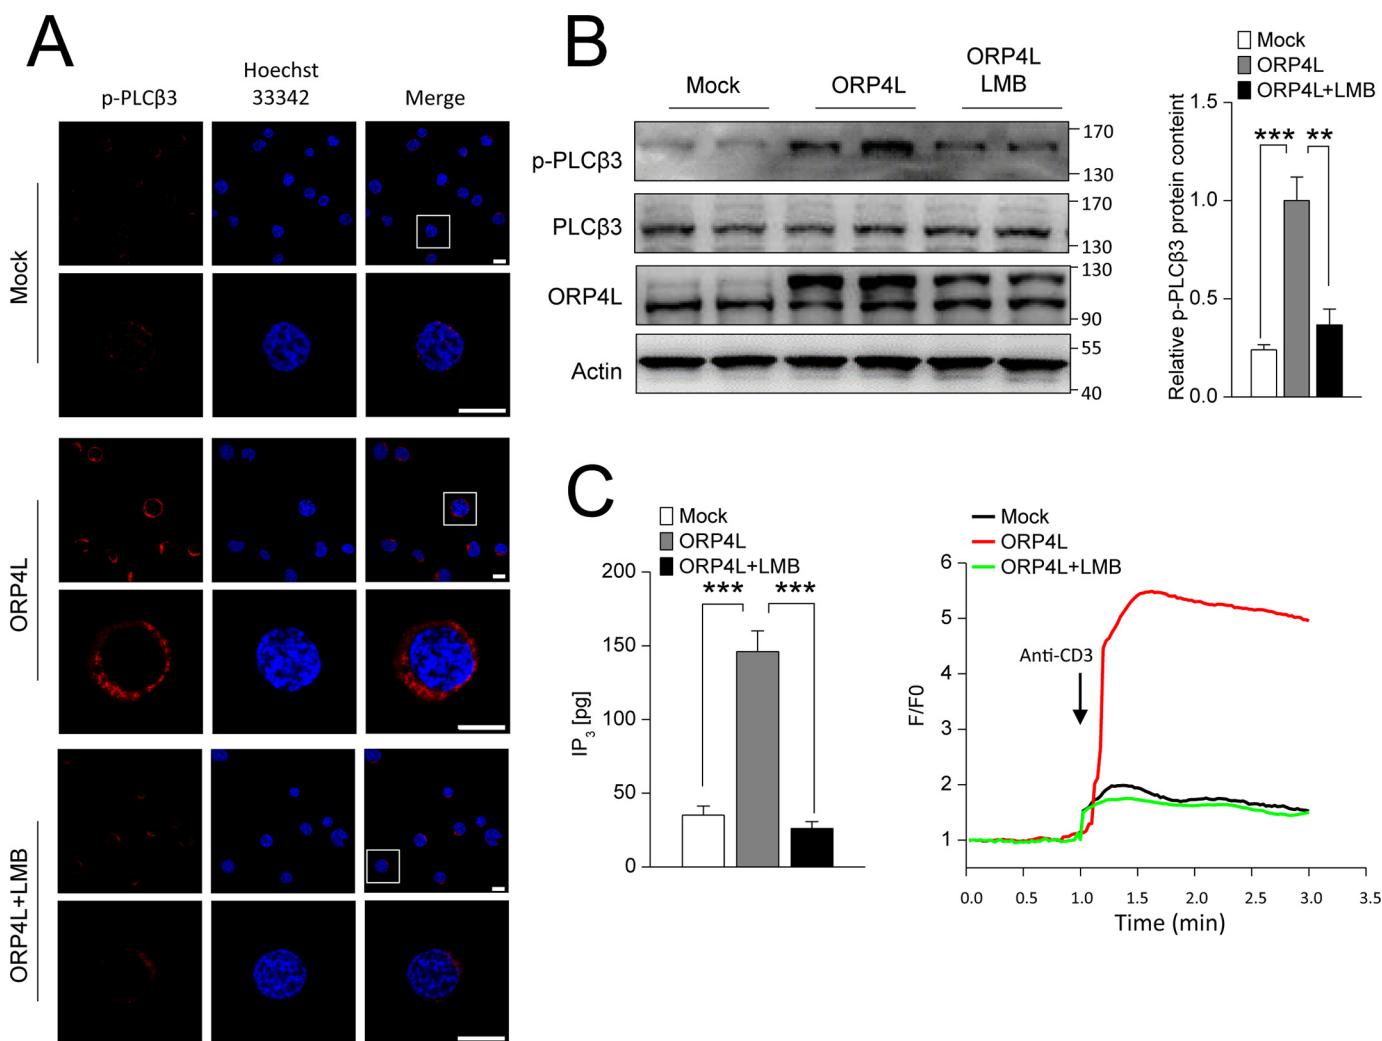 A
p-PLCβ3
Hoechst
33342
Merge
Mock
ORP4L
ORP4L+LMB
B
Mock
ORP4L
ORP4L
LMB
p-PLCβ3
170
130
PLCβ3
170
130
ORP4L
130
90
Actin
55
40
Mock
ORP4L
ORP4L+LMB
Relative p-PLCβ3 protein conteint
1.5
1.0
0.5
0.0
*** **
C
Mock
ORP4L
ORP4L+LMB
IP3 [pg]
200
150
100
50
0
*** ***
Mock
ORP4L
ORP4L+LMB
F/F0
6
5
4
3
2
1
Anti-CD3
0.0 0.5 1.0 1.5 2.0 2.5 3.0 3.5
Time (min)